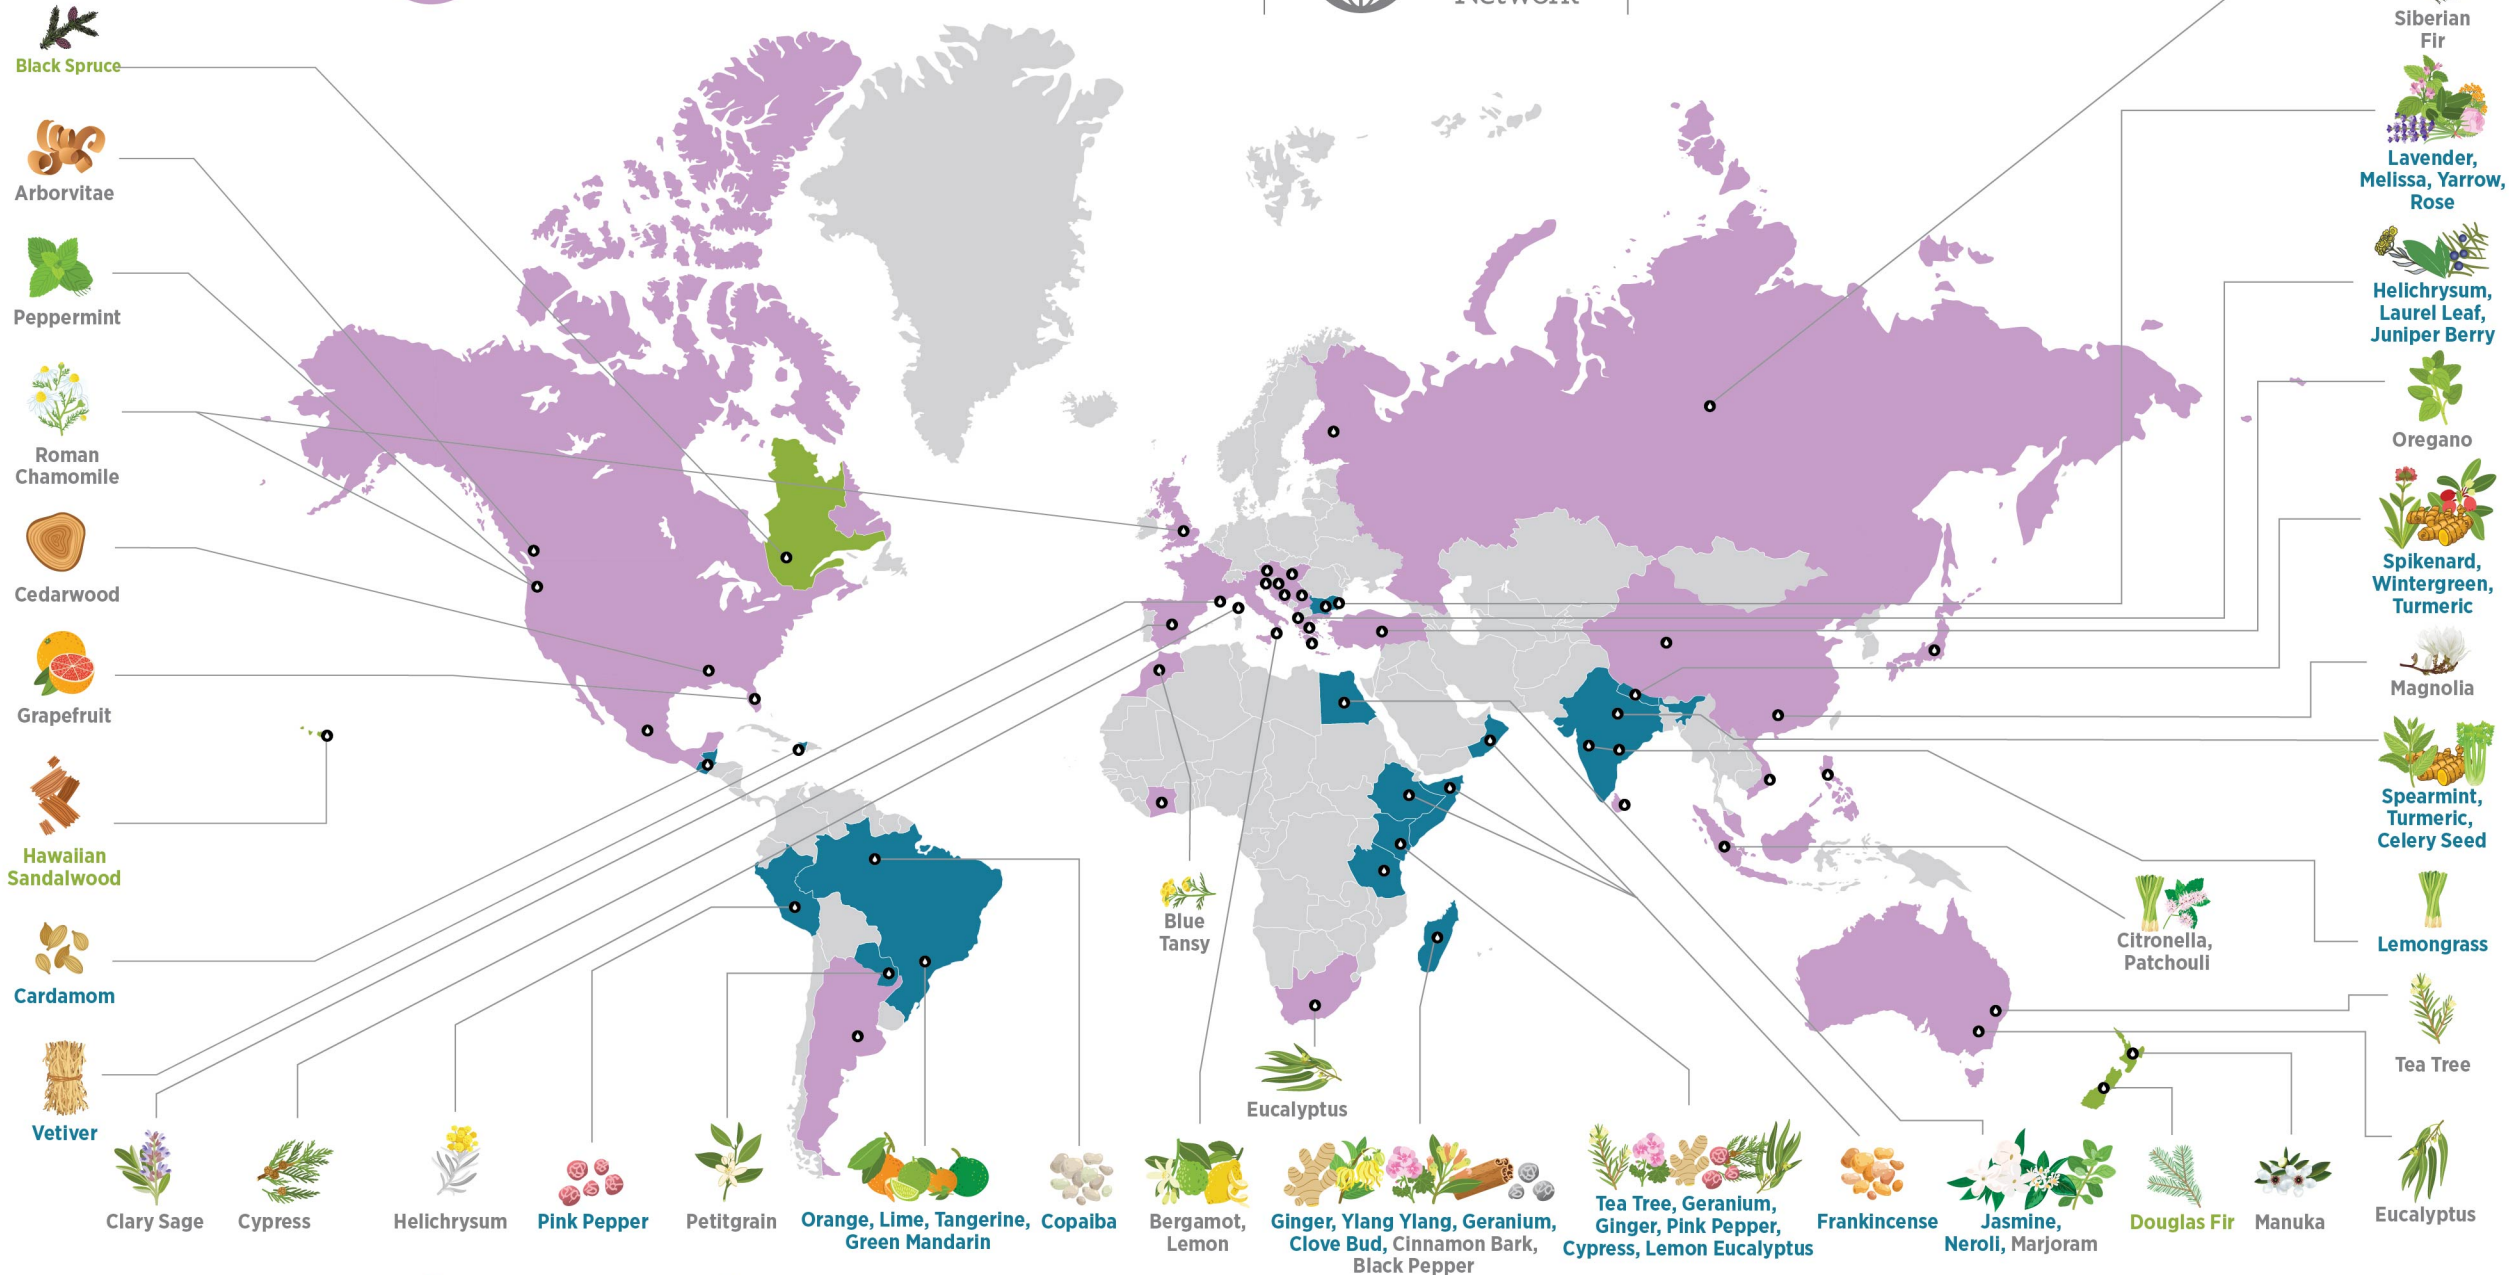 Network
Siberian
Fir
Black Spruce
Lavender,
Melissa, Yarrow,
Rose
Arborvitae
Helichrysum,
Laurel Leaf,
Juniper Berry
Peppermint
Oregano
Roman
Chamomile
Spikenard,
Wintergreen,
Turmeric
Cedarwood
Magnolia
Grapefruit
Spearmint,
Turmeric,
Celery Seed
Hawaiian
Sandalwood
Blue
Tansy
Citronella,
Patchouli
Lemongrass
Cardamom
Tea Tree
Eucalyptus
Vetiver
Clary Sage
Cypress
Helichrysum
Pink Pepper
Petitgrain
Orange, Lime, Tangerine,
Green Mandarin
Copaiba
Bergamot,
Lemon
Ginger, Ylang Ylang, Geranium,
Clove Bud, Cinnamon Bark,
Black Pepper
Tea Tree, Geranium,
Ginger, Pink Pepper,
Cypress, Lemon Eucalyptus
Frankincense
Jasmine,
Neroli, Marjoram
Douglas Fir
Manuka
Eucalyptus